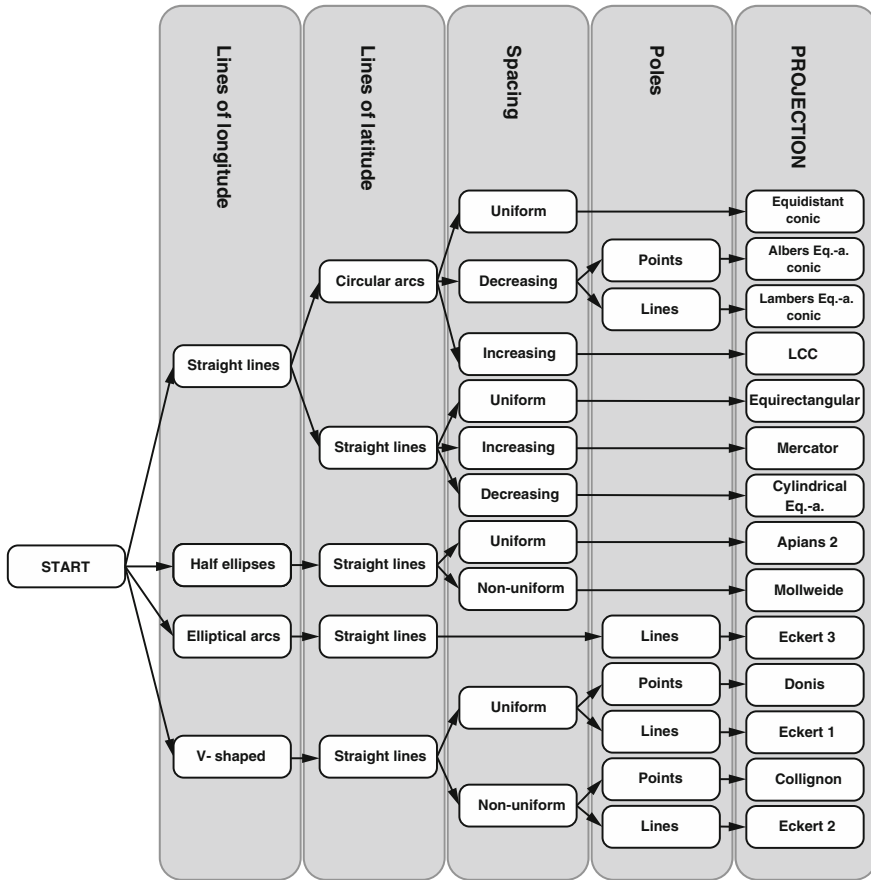 Lines of longitude
Lines of latitude
Spacing
Poles
PROJECTION
Uniform
Equidistant
conic
Circular arcs
Decreasing
Points
Albers Eq.-a.
conic
Lines
Lambers Eq.-a.
conic
Straight lines
Increasing
LCC
Uniform
Equirectangular
Straight lines
Increasing
Mercator
Decreasing
Cylindrical
Eq.-a.
START
Half ellipses
Straight lines
Uniform
Apians 2
Non-uniform
Mollweide
Elliptical arcs
Straight lines
Lines
Eckert 3
V- shaped
Straight lines
Uniform
Points
Donis
Lines
Eckert 1
Non-uniform
Points
Collignon
Lines
Eckert 2